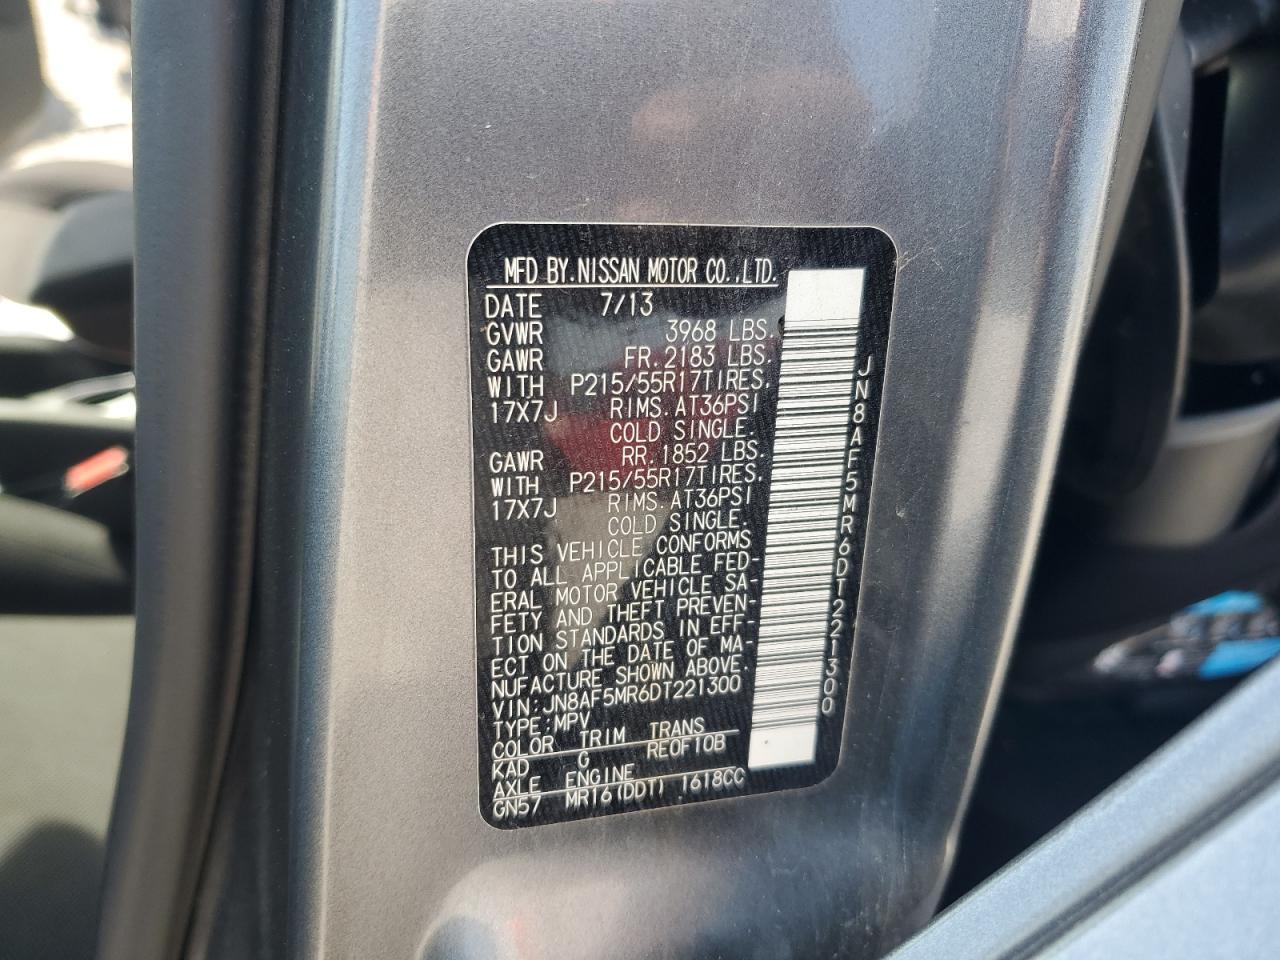 MFD BY.NISSAN MOTOR CO.,LTD.
DATE 7/13
GVWR 3968 LBS.
GAWR FR.2183 LBS.
WITH P215/55R17TIRES.
17X7J RIMS.AT36PSI
COLD SINGLE.
GAWR RR.1852 LBS.
WITH P215/55R17TIRES.
17X7J RIMS.AT36PSI
COLD SINGLE.
THIS VEHICLE CONFORMS
TO ALL APPLICABLE FED-
ERAL MOTOR VEHICLE SA-
FETY AND THEFT PREVEN-
TION STANDARDS IN EFF-
ECT ON THE DATE OF MA-
NUFACTURE SHOWN ABOVE.
VIN:JN8AF5MR6DT221300
TYPE:MPV
COLOR TRIM TRANS
KAD G RE0F10B
AXLE ENGINE
GN57 MR16(DDT) 1618CC
JN8AF5MR6DT221300